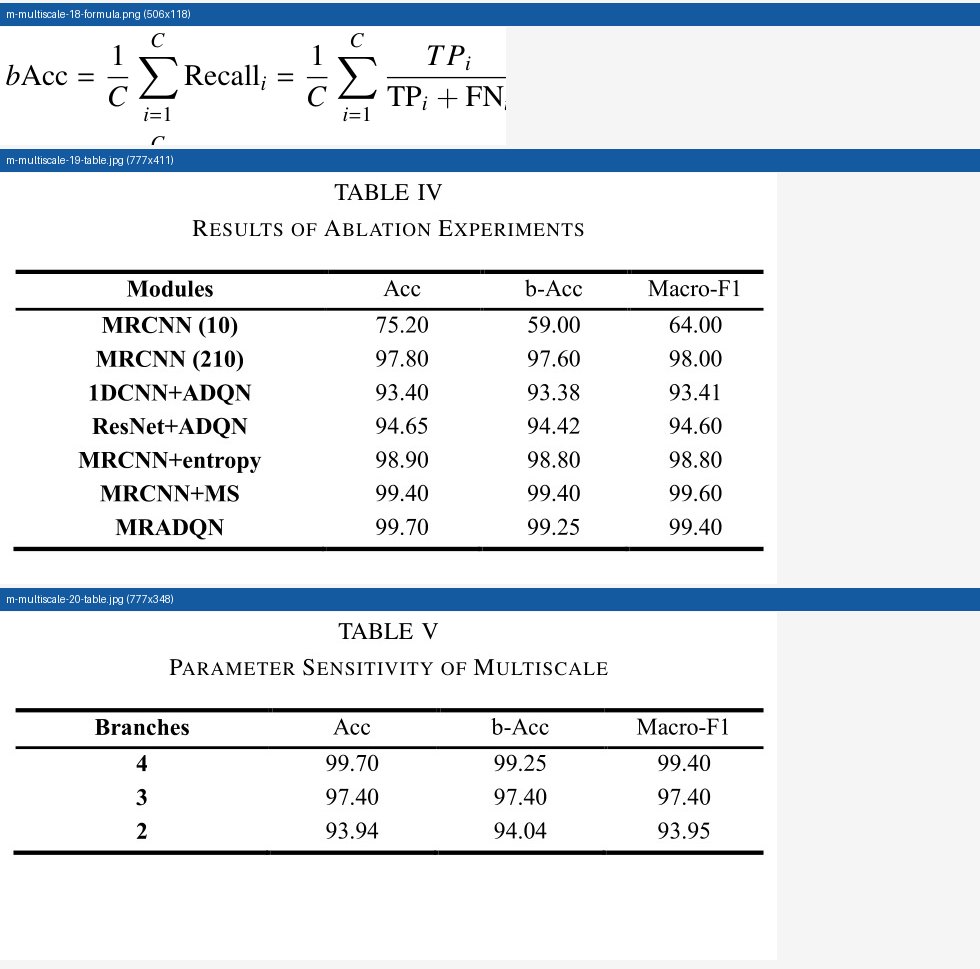 m-multiscale-18-formula.png (506x118)
bAcc = 1/C ∑_{i=1}^{C} Recall_i = 1/C ∑_{i=1}^{C} TP_i / (TP_i + FN_i
C
m-multiscale-19-table.jpg (777x411)
TABLE IV
RESULTS OF ABLATION EXPERIMENTS
Modules Acc b-Acc Macro-F1
MRCNN (10) 75.20 59.00 64.00
MRCNN (210) 97.80 97.60 98.00
1DCNN+ADQN 93.40 93.38 93.41
ResNet+ADQN 94.65 94.42 94.60
MRCNN+entropy 98.90 98.80 98.80
MRCNN+MS 99.40 99.40 99.60
MRADQN 99.70 99.25 99.40
m-multiscale-20-table.jpg (777x348)
TABLE V
PARAMETER SENSITIVITY OF MULTISCALE
Branches Acc b-Acc Macro-F1
4 99.70 99.25 99.40
3 97.40 97.40 97.40
2 93.94 94.04 93.95